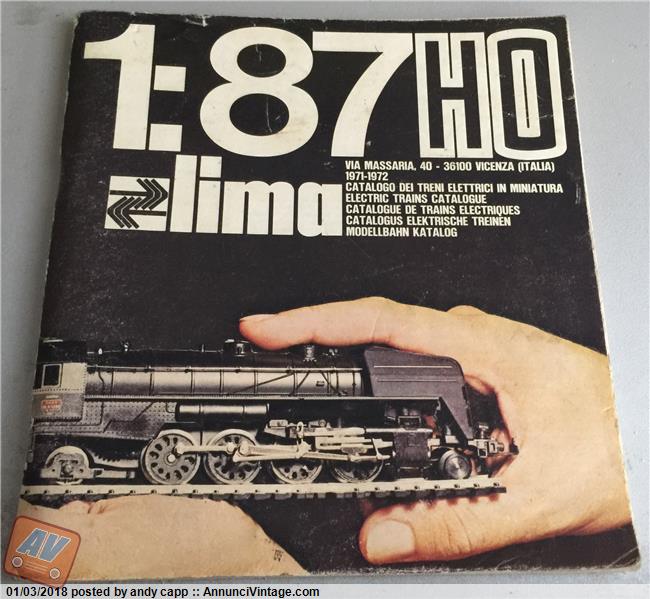 1:87 HO
lima
VIA MASSARIA, 40 - 36100 VICENZA (ITALIA)
1971-1972
CATALOGO DEI TRENI ELETTRICI IN MINIATURA
ELECTRIC TRAINS CATALOGUE
CATALOGUE DE TRAINS ELECTRIQUES
CATALOGUS ELEKTRISCHE TREINEN
MODELLBAHN KATALOG
AV
01/03/2018 posted by andy capp :: AnnunciVintage.com